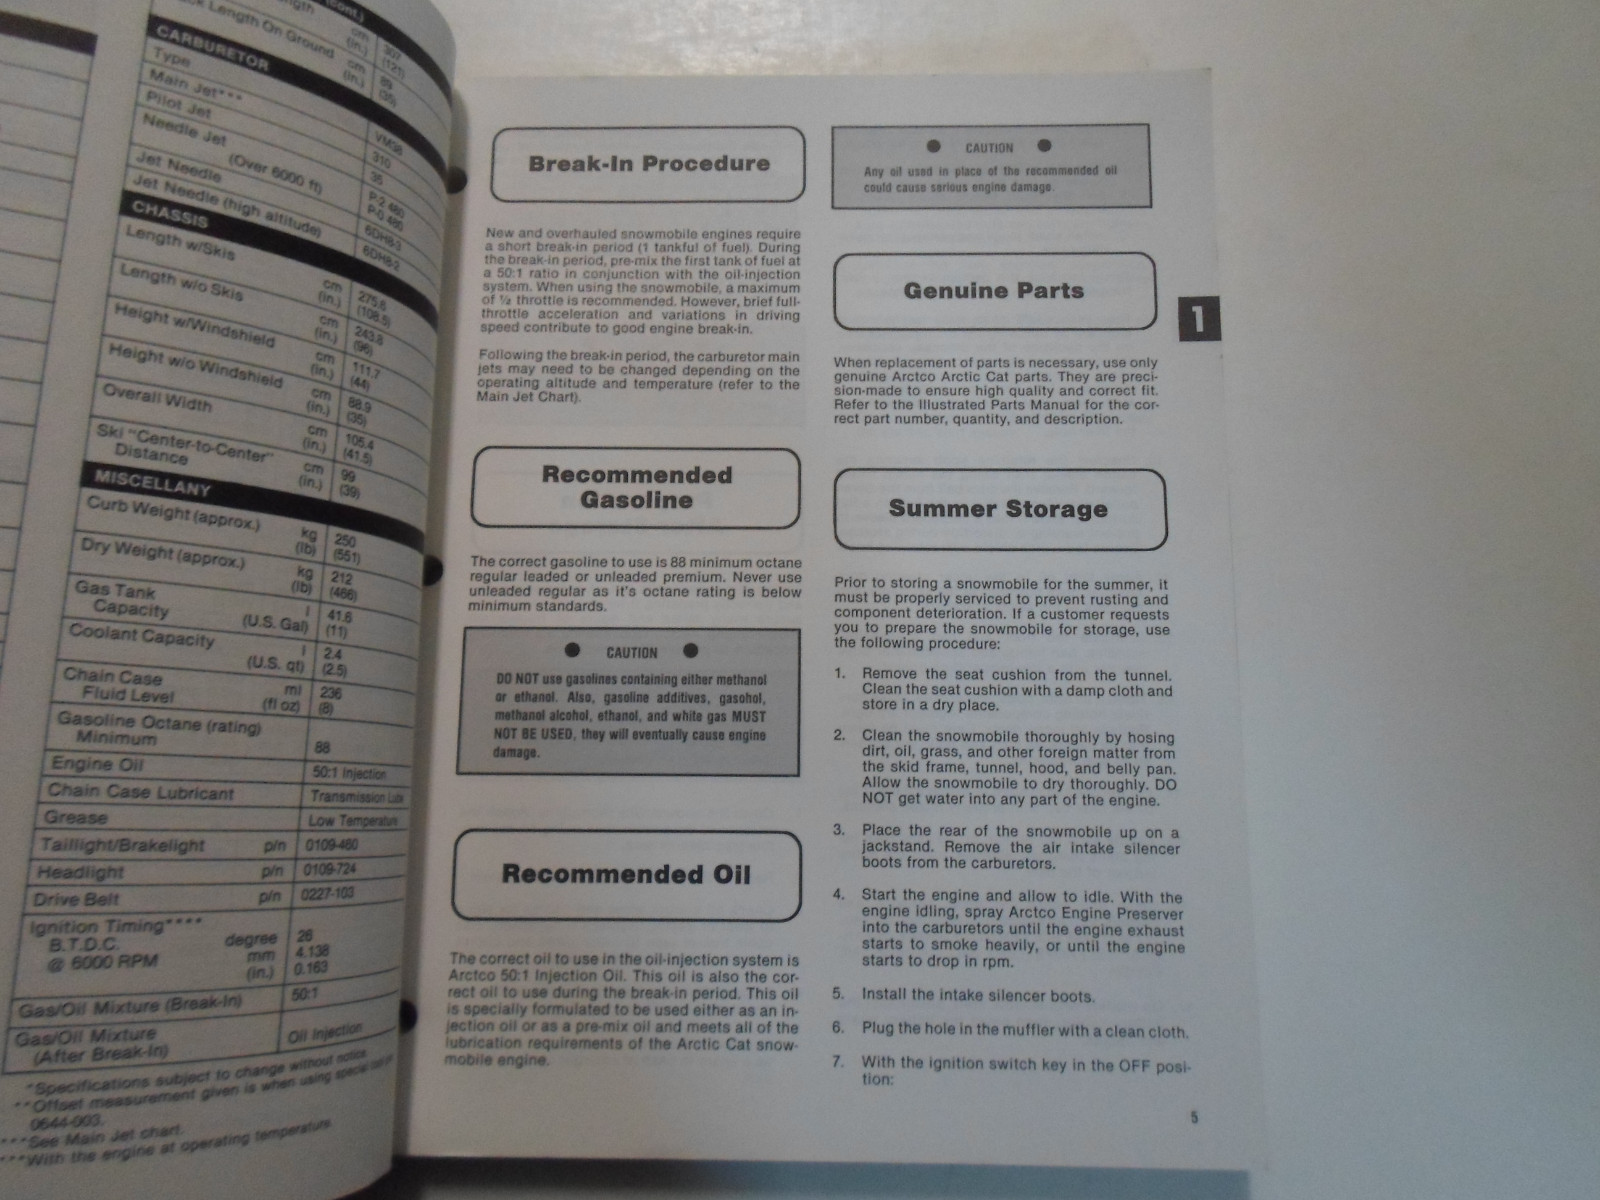 (cont.)
cm 307
(in.) (121)
Length On Ground cm 89
(in.) (35)
CARBURETOR
Type VM38
Main Jet*** 310
Pilot Jet 35
Needle Jet P-2 480
(Over 6000 ft) P-0 480
Jet Needle 6DH8-3
Jet Needle (high altitude) 6DH8-2
CHASSIS
Length w/Skis cm 275.6
(in.) (108.5)
Length w/o Skis cm 243.8
(in.) (96)
Height w/Windshield cm 111.7
(in.) (44)
Height w/o Windshield cm 88.9
(in.) (35)
Overall Width cm 105.4
(in.) (41.5)
Ski "Center-to-Center" cm 99
Distance (in.) (39)
MISCELLANY
Curb Weight (approx.) kg 250
(lb) (551)
Dry Weight (approx.) kg 212
(lb) (466)
Gas Tank l 41.6
Capacity (U.S. Gal) (11)
Coolant Capacity l 2.4
(U.S. qt) (2.5)
Chain Case ml 236
Fluid Level (fl oz) (8)
Gasoline Octane (rating)
Minimum 88
Engine Oil 50:1 Injection
Chain Case Lubricant Transmission Lube
Grease Low Temperature
Taillight/Brakelight p/n 0109-460
Headlight p/n 0109-724
Drive Belt p/n 0227-103
Ignition Timing**** degree 26
B.T.D.C. mm 4.138
@ 6000 RPM (in.) 0.163
Gas/Oil Mixture (Break-In) 50:1
Gas/Oil Mixture Oil Injection
(After Break-In)
*Specifications subject to change without notice.
**Offset measurement given is when using special
0644-003.
***See Main Jet chart.
****With the engine at operating temperature.
Break-In Procedure
New and overhauled snowmobile engines require
a short break-in period (1 tankful of fuel). During
the break-in period, pre-mix the first tank of fuel at
a 50:1 ratio in conjunction with the oil-injection
system. When using the snowmobile, a maximum
of ½ throttle is recommended. However, brief full-
throttle acceleration and variations in driving
speed contribute to good engine break-in.
Following the break-in period, the carburetor main
jets may need to be changed depending on the
operating altitude and temperature (refer to the
Main Jet Chart).
Recommended
Gasoline
The correct gasoline to use is 88 minimum octane
regular leaded or unleaded premium. Never use
unleaded regular as it's octane rating is below
minimum standards.
● CAUTION ●
DO NOT use gasolines containing either methanol
or ethanol. Also, gasoline additives, gasohol,
methanol alcohol, ethanol, and white gas MUST
NOT BE USED, they will eventually cause engine
damage.
Recommended Oil
The correct oil to use in the oil-injection system is
Arctco 50:1 Injection Oil. This oil is also the cor-
rect oil to use during the break-in period. This oil
is specially formulated to be used either as an in-
jection oil or as a pre-mix oil and meets all of the
lubrication requirements of the Arctic Cat snow-
mobile engine.
● CAUTION ●
Any oil used in place of the recommended oil
could cause serious engine damage.
Genuine Parts
When replacement of parts is necessary, use only
genuine Arctco Arctic Cat parts. They are preci-
sion-made to ensure high quality and correct fit.
Refer to the Illustrated Parts Manual for the cor-
rect part number, quantity, and description.
1
Summer Storage
Prior to storing a snowmobile for the summer, it
must be properly serviced to prevent rusting and
component deterioration. If a customer requests
you to prepare the snowmobile for storage, use
the following procedure:
1. Remove the seat cushion from the tunnel.
Clean the seat cushion with a damp cloth and
store in a dry place.
2. Clean the snowmobile thoroughly by hosing
dirt, oil, grass, and other foreign matter from
the skid frame, tunnel, hood, and belly pan.
Allow the snowmobile to dry thoroughly. DO
NOT get water into any part of the engine.
3. Place the rear of the snowmobile up on a
jackstand. Remove the air intake silencer
boots from the carburetors.
4. Start the engine and allow to idle. With the
engine idling, spray Arctco Engine Preserver
into the carburetors until the engine exhaust
starts to smoke heavily, or until the engine
starts to drop in rpm.
5. Install the intake silencer boots.
6. Plug the hole in the muffler with a clean cloth.
7. With the ignition switch key in the OFF posi-
tion:
5